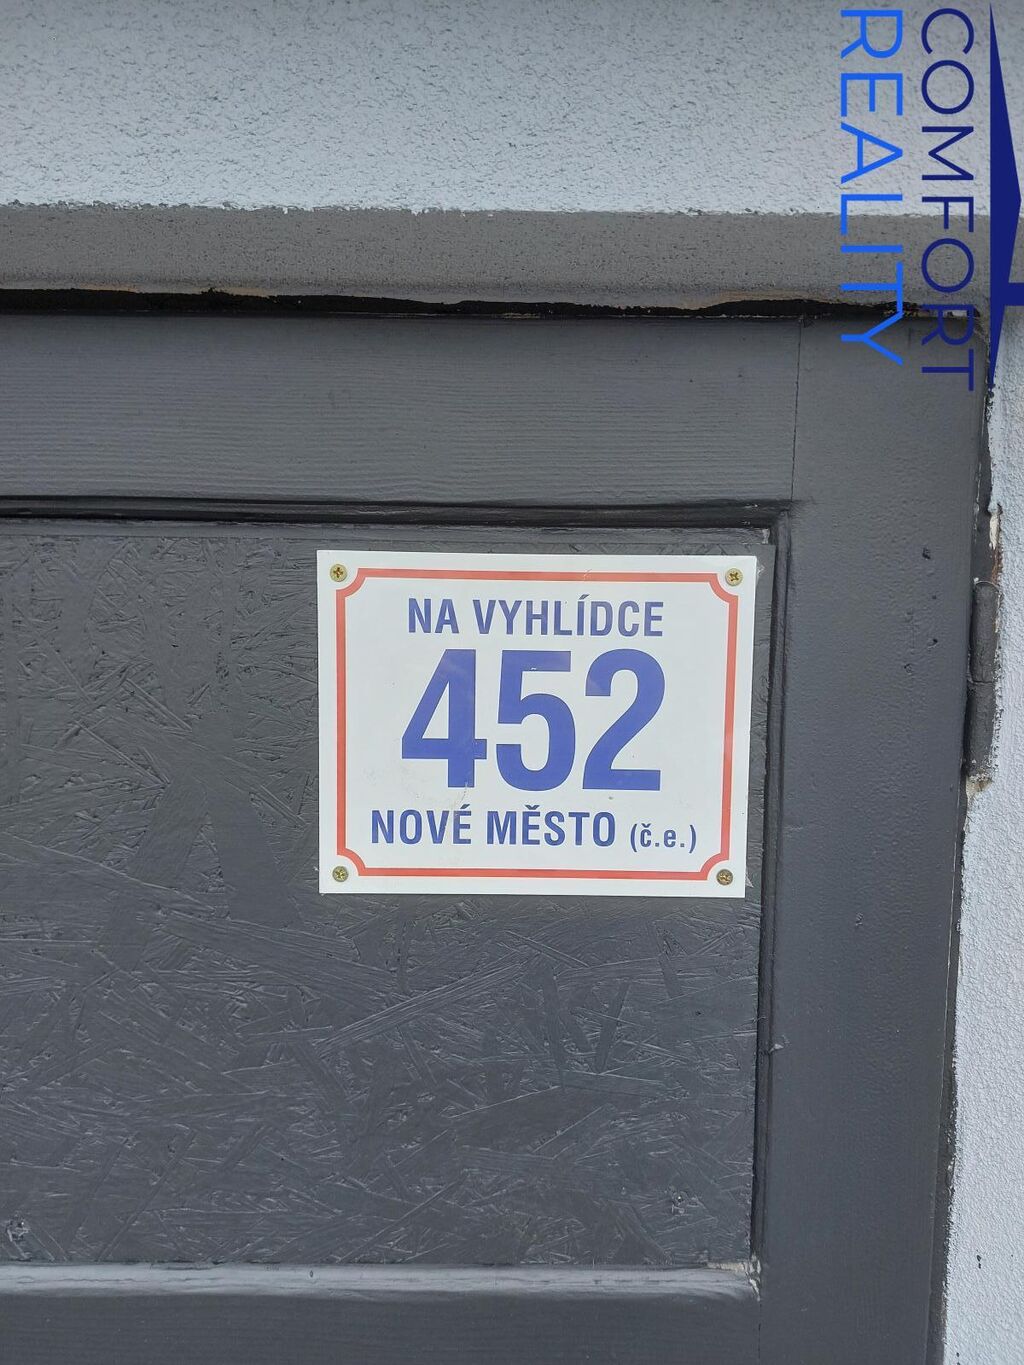 COMFORT
REALITY
NA VYHLÍDCE
452
NOVÉ MĚSTO (č.e.)